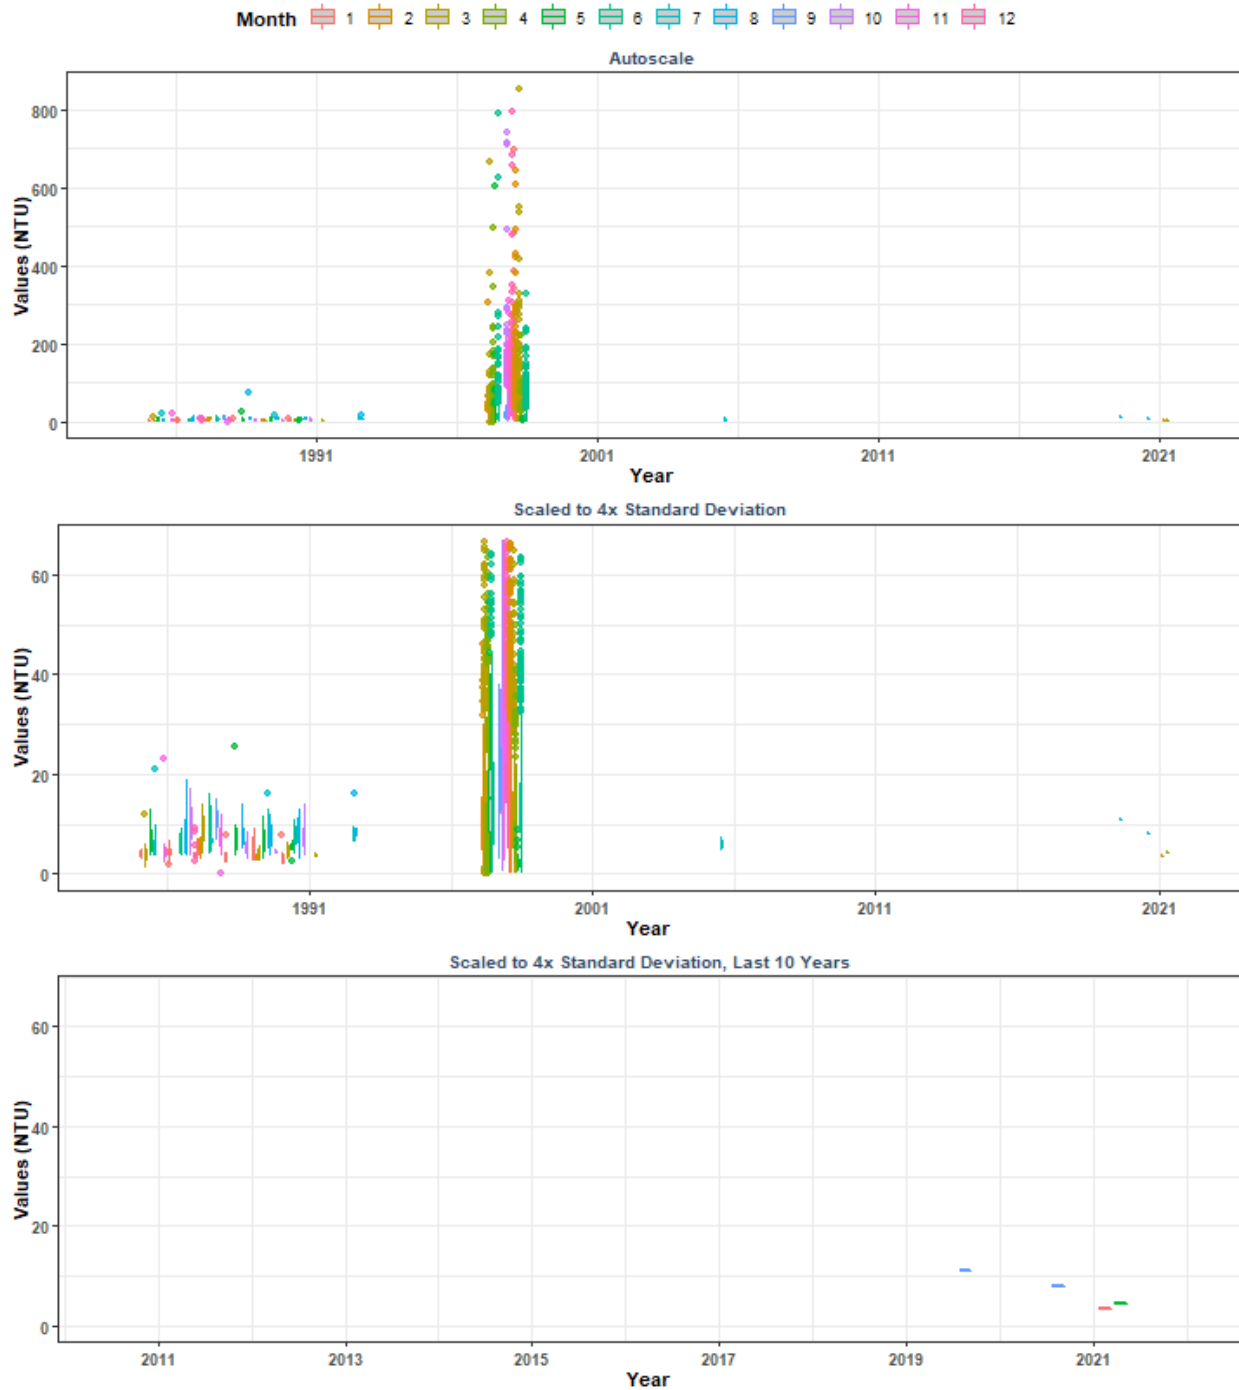 Month 1 2 3 4 5 6 7 8 9 10 11 12
Autoscale
Values (NTU)
800
600
400
200
0
1991 2001 2011 2021
Year
Scaled to 4x Standard Deviation
Values (NTU)
60
40
20
0
1991 2001 2011 2021
Year
Scaled to 4x Standard Deviation, Last 10 Years
Values (NTU)
60
40
20
0
2011 2013 2015 2017 2019 2021
Year